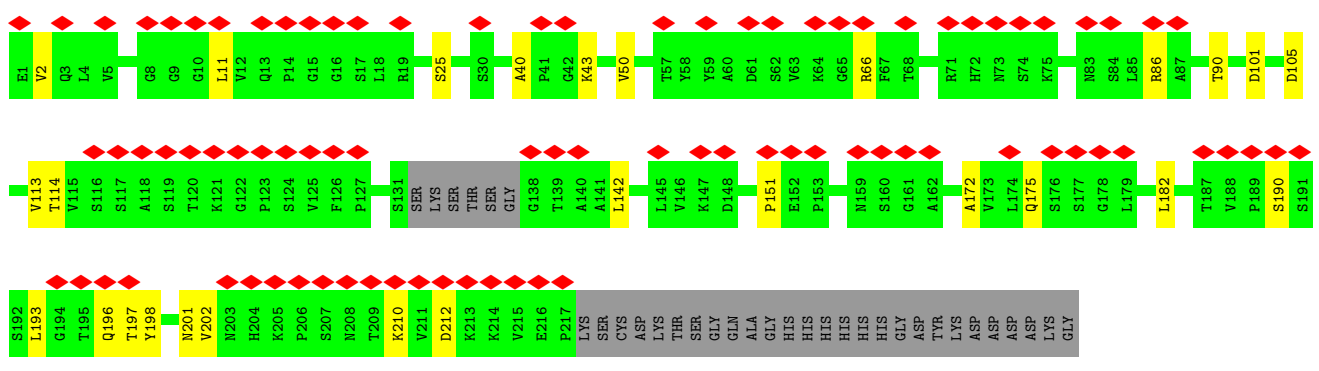 E1 V2 Q3 L4 V5 G8 G9 G10 L11 V12 Q13 P14 G15 G16 S17 L18 R19 S25 S30 A40 P41 G42 K43 V50 T57 Y58 Y59 A60 D61 S62 V63 K64 G65 R66 F67 T68 R71 H72 N73 S74 K75 N83 S84 L85 R86 A87 T90 D101 D105
V113 T114 V115 S116 S117 A118 S119 T120 K121 G122 P123 S124 V125 F126 P127 S131 SER LYS SER THR SER GLY G138 T139 A140 A141 L142 L145 V146 K147 D148 P151 E152 P153 N159 S160 G161 A162 A172 V173 L174 Q175 S176 S177 G178 L179 L182 T187 V188 P189 S190 S191
S192 L193 G194 T195 Q196 T197 Y198 N201 V202 N203 H204 K205 P206 S207 N208 T209 K210 V211 D212 K213 K214 V215 E216 P217 LYS SER CYS ASP LYS THR SER GLY GLN ALA GLY HIS HIS HIS HIS HIS HIS GLY ASP TYR LYS ASP ASP ASP ASP LYS GLY